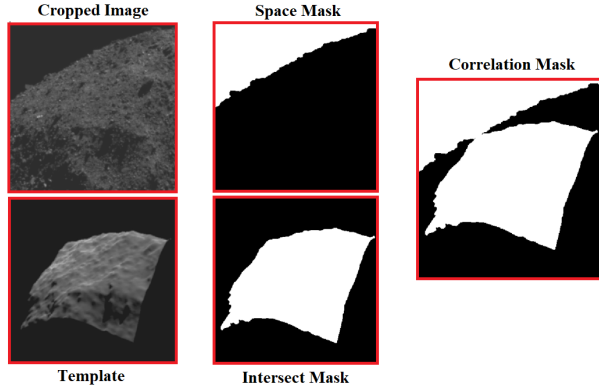 Cropped Image
Space Mask
Correlation Mask
Template
Intersect Mask